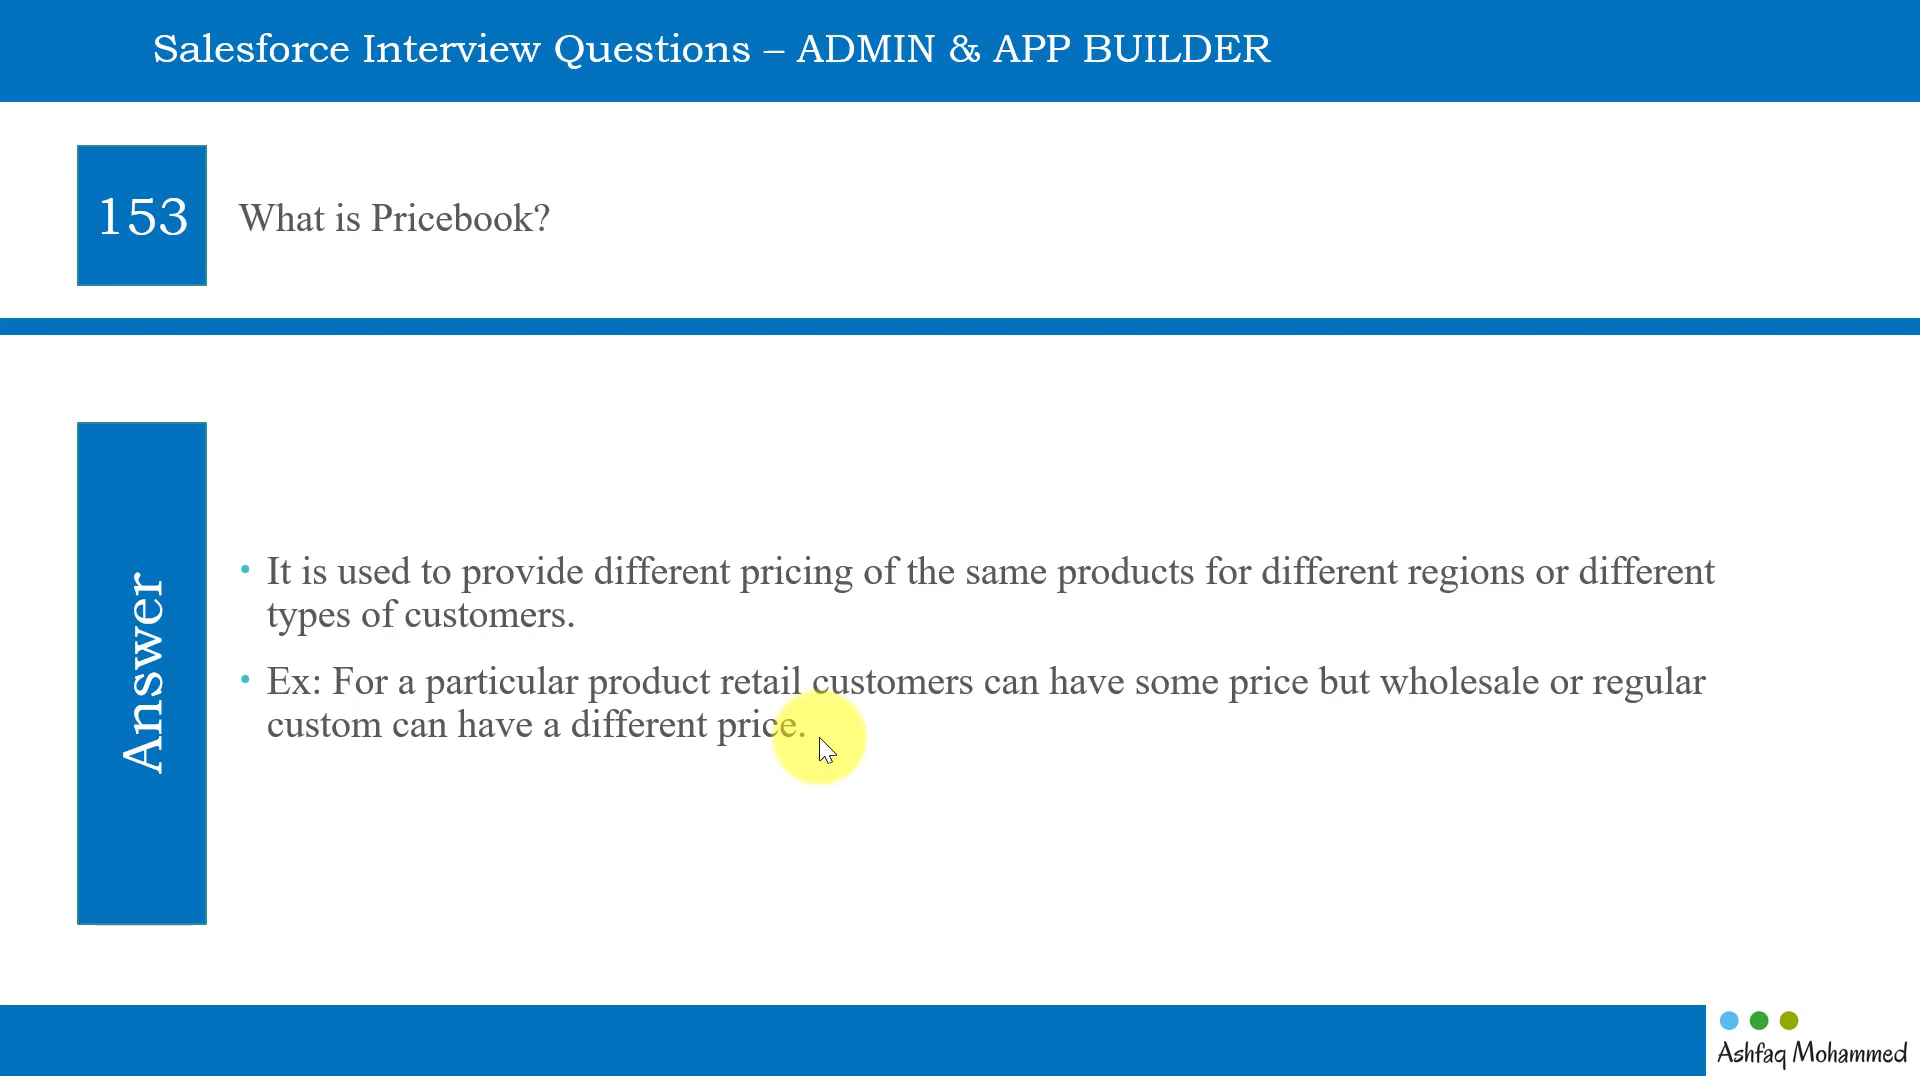 Salesforce Interview Questions – ADMIN & APP BUILDER
153
What is Pricebook?
Answer
• It is used to provide different pricing of the same products for different regions or different
types of customers.
• Ex: For a particular product retail customers can have some price but wholesale or regular
custom can have a different price.
Ashfaq Mohammed